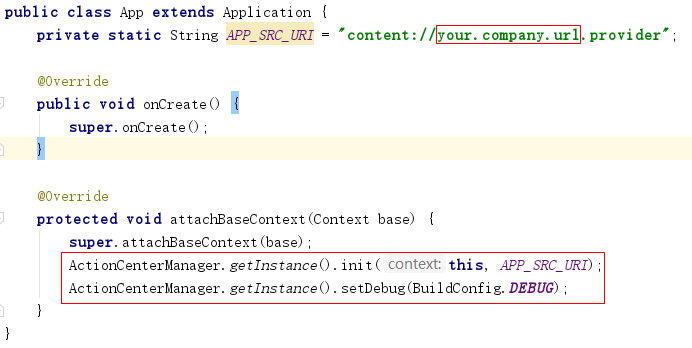 public class App extends Application {
private static String APP_SRC_URI = "content://your.company.url.provider";
@Override
public void onCreate() {
super.onCreate();
}
@Override
protected void attachBaseContext(Context base) {
super.attachBaseContext(base);
ActionCenterManager.getInstance().init( context: this, APP_SRC_URI);
ActionCenterManager.getInstance().setDebug(BuildConfig.DEBUG);
}
}